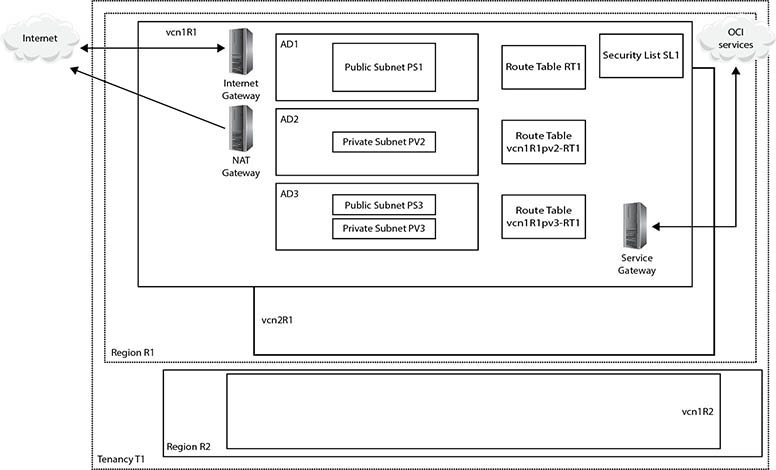 Internet
vcn1R1
Internet
Gateway
NAT
Gateway
AD1
Public Subnet PS1
Route Table RT1
Security List SL1
OCI
services
AD2
Private Subnet PV2
Route Table
vcn1R1pv2-RT1
AD3
Public Subnet PS3
Private Subnet PV3
Route Table
vcn1R1pv3-RT1
Service
Gateway
vcn2R1
Region R1
vcn1R2
Region R2
Tenancy T1